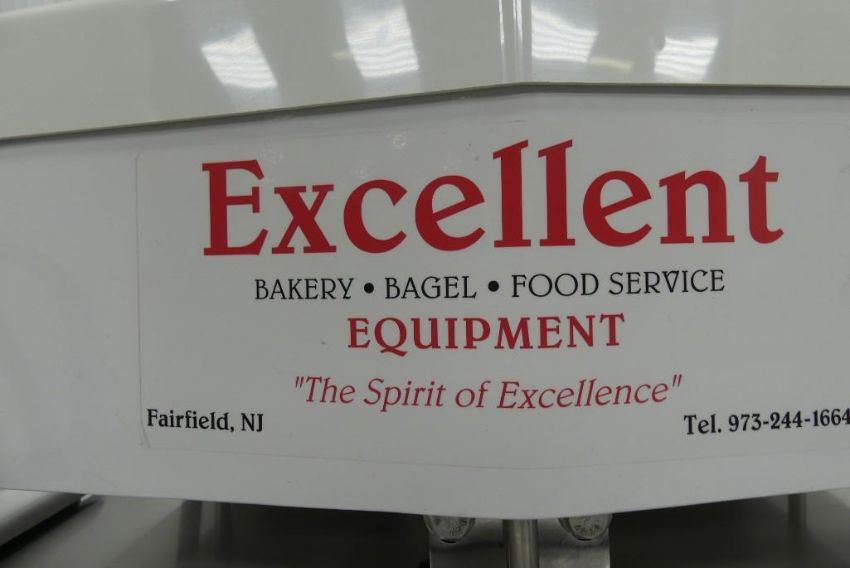 Excellent
BAKERY • BAGEL • FOOD SERVICE
EQUIPMENT
"The Spirit of Excellence"
Fairfield, NJ
Tel. 973-244-1664